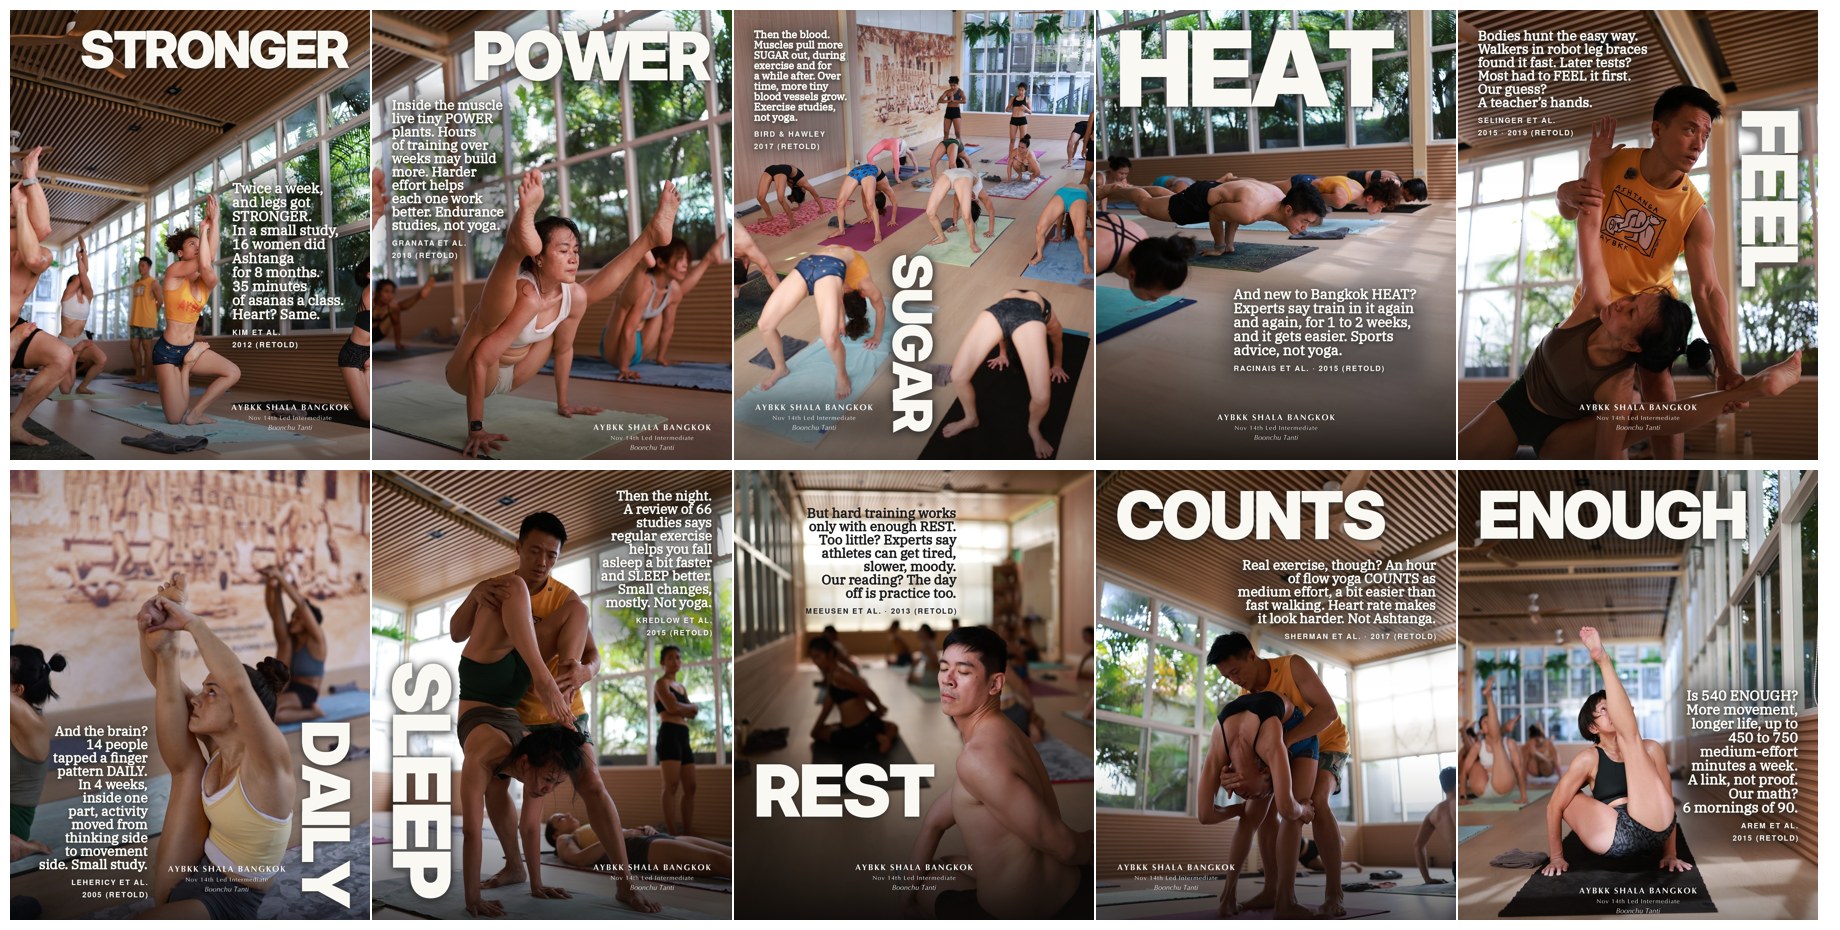 STRONGER
Twice a week,
and legs got
STRONGER.
In a small study,
16 women did
Ashtanga
for 8 months.
35 minutes
of asanas a class.
Heart? Same.
KIM ET AL.
2012 (RETOLD)
AYBKK SHALA BANGKOK
Nov 14th Led Intermediate
Boonchu Tanti
POWER
Inside the muscle
live tiny POWER
plants. Hours
of training over
weeks may build
more. Harder
effort helps
each one work
better. Endurance
studies, not yoga.
GRANATA ET AL.
2018 (RETOLD)
AYBKK SHALA BANGKOK
Nov 14th Led Intermediate
Boonchu Tanti
Then the blood.
Muscles pull more
SUGAR out, during
exercise and for
a while after. Over
time, more tiny
blood vessels grow.
Exercise studies,
not yoga.
BIRD & HAWLEY
2017 (RETOLD)
SUGAR
AYBKK SHALA BANGKOK
Nov 14th Led Intermediate
Boonchu Tanti
HEAT
And new to Bangkok HEAT?
Experts say train in it again
and again, for 1 to 2 weeks,
and it gets easier. Sports
advice, not yoga.
RACINAIS ET AL. · 2015 (RETOLD)
AYBKK SHALA BANGKOK
Nov 14th Led Intermediate
Boonchu Tanti
Bodies hunt the easy way.
Walkers in robot leg braces
found it fast. Later tests?
Most had to FEEL it first.
Our guess?
A teacher's hands.
SELINGER ET AL.
2015 · 2019 (RETOLD)
FEEL
ASHTANGA
AYBKK
AYBKK SHALA BANGKOK
Nov 14th Led Intermediate
Boonchu Tanti
And the brain?
14 people
tapped a finger
pattern DAILY.
In 4 weeks,
inside one
part, activity
moved from
thinking side
to movement
side. Small study.
LEHERICY ET AL.
2005 (RETOLD)
DAILY
AYBKK SHALA BANGKOK
Nov 14th Led Intermediate
Boonchu Tanti
Then the night.
A review of 66
studies says
regular exercise
helps you fall
asleep a bit faster
and SLEEP better.
Small changes,
mostly. Not yoga.
KREDLOW ET AL.
2015 (RETOLD)
SLEEP
AYBKK SHALA BANGKOK
Nov 14th Led Intermediate
Boonchu Tanti
But hard training works
only with enough REST.
Too little? Experts say
athletes can get tired,
slower, moody.
Our reading? The day
off is practice too.
MEEUSEN ET AL. · 2013 (RETOLD)
REST
AYBKK SHALA BANGKOK
Nov 14th Led Intermediate
Boonchu Tanti
COUNTS
Real exercise, though? An hour
of flow yoga COUNTS as
medium effort, a bit easier than
fast walking. Heart rate makes
it look harder. Not Ashtanga.
SHERMAN ET AL. · 2017 (RETOLD)
AYBKK SHALA BANGKOK
Nov 14th Led Intermediate
Boonchu Tanti
ENOUGH
Is 540 ENOUGH?
More movement,
longer life, up to
450 to 750
medium-effort
minutes a week.
A link, not proof.
Our math?
6 mornings of 90.
AREM ET AL.
2015 (RETOLD)
AYBKK SHALA BANGKOK
Nov 14th Led Intermediate
Boonchu Tanti